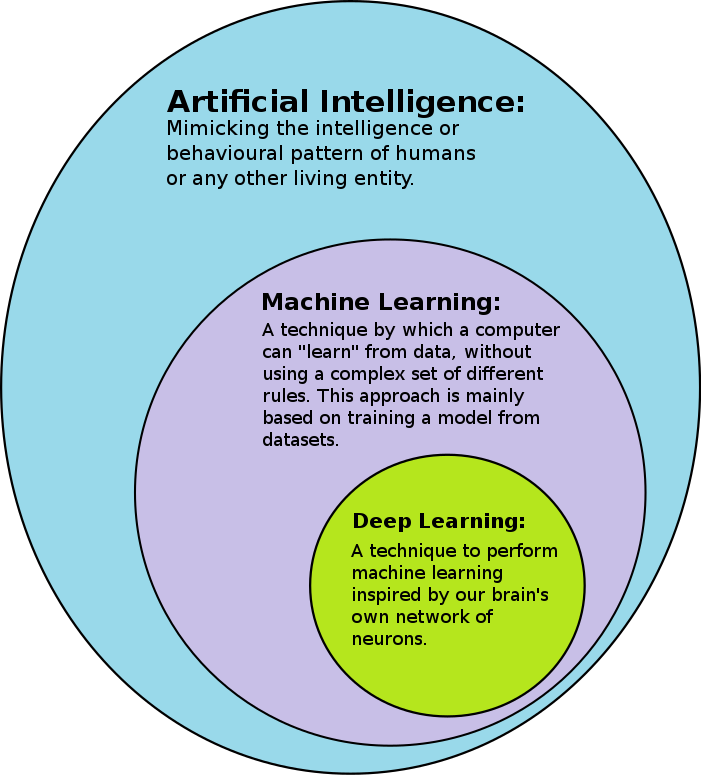 Artificial Intelligence:
Mimicking the intelligence or
behavioural pattern of humans
or any other living entity.
Machine Learning:
A technique by which a computer
can "learn" from data, without
using a complex set of different
rules. This approach is mainly
based on training a model from
datasets.
Deep Learning:
A technique to perform
machine learning
inspired by our brain's
own network of
neurons.